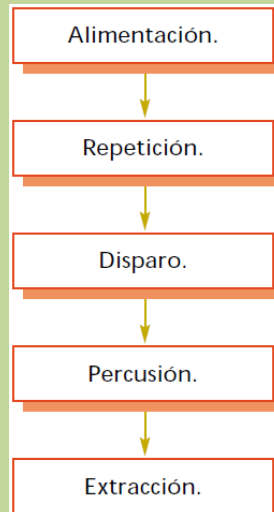 Alimentación.
Repetición.
Disparo.
Percusión.
Extracción.